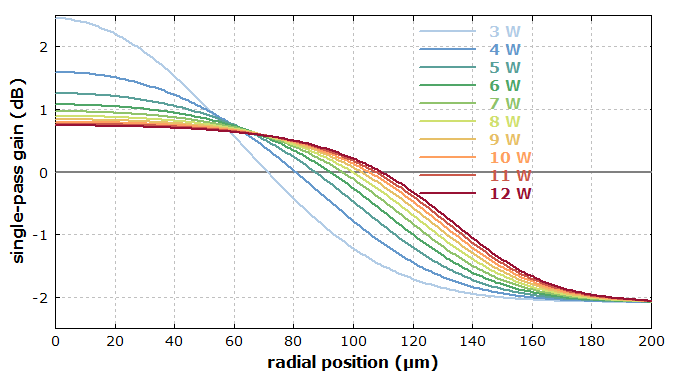 single-pass gain (dB)
2
1
0
-1
-2
3 W
4 W
5 W
6 W
7 W
8 W
9 W
10 W
11 W
12 W
0 20 40 60 80 100 120 140 160 180 200
radial position (µm)